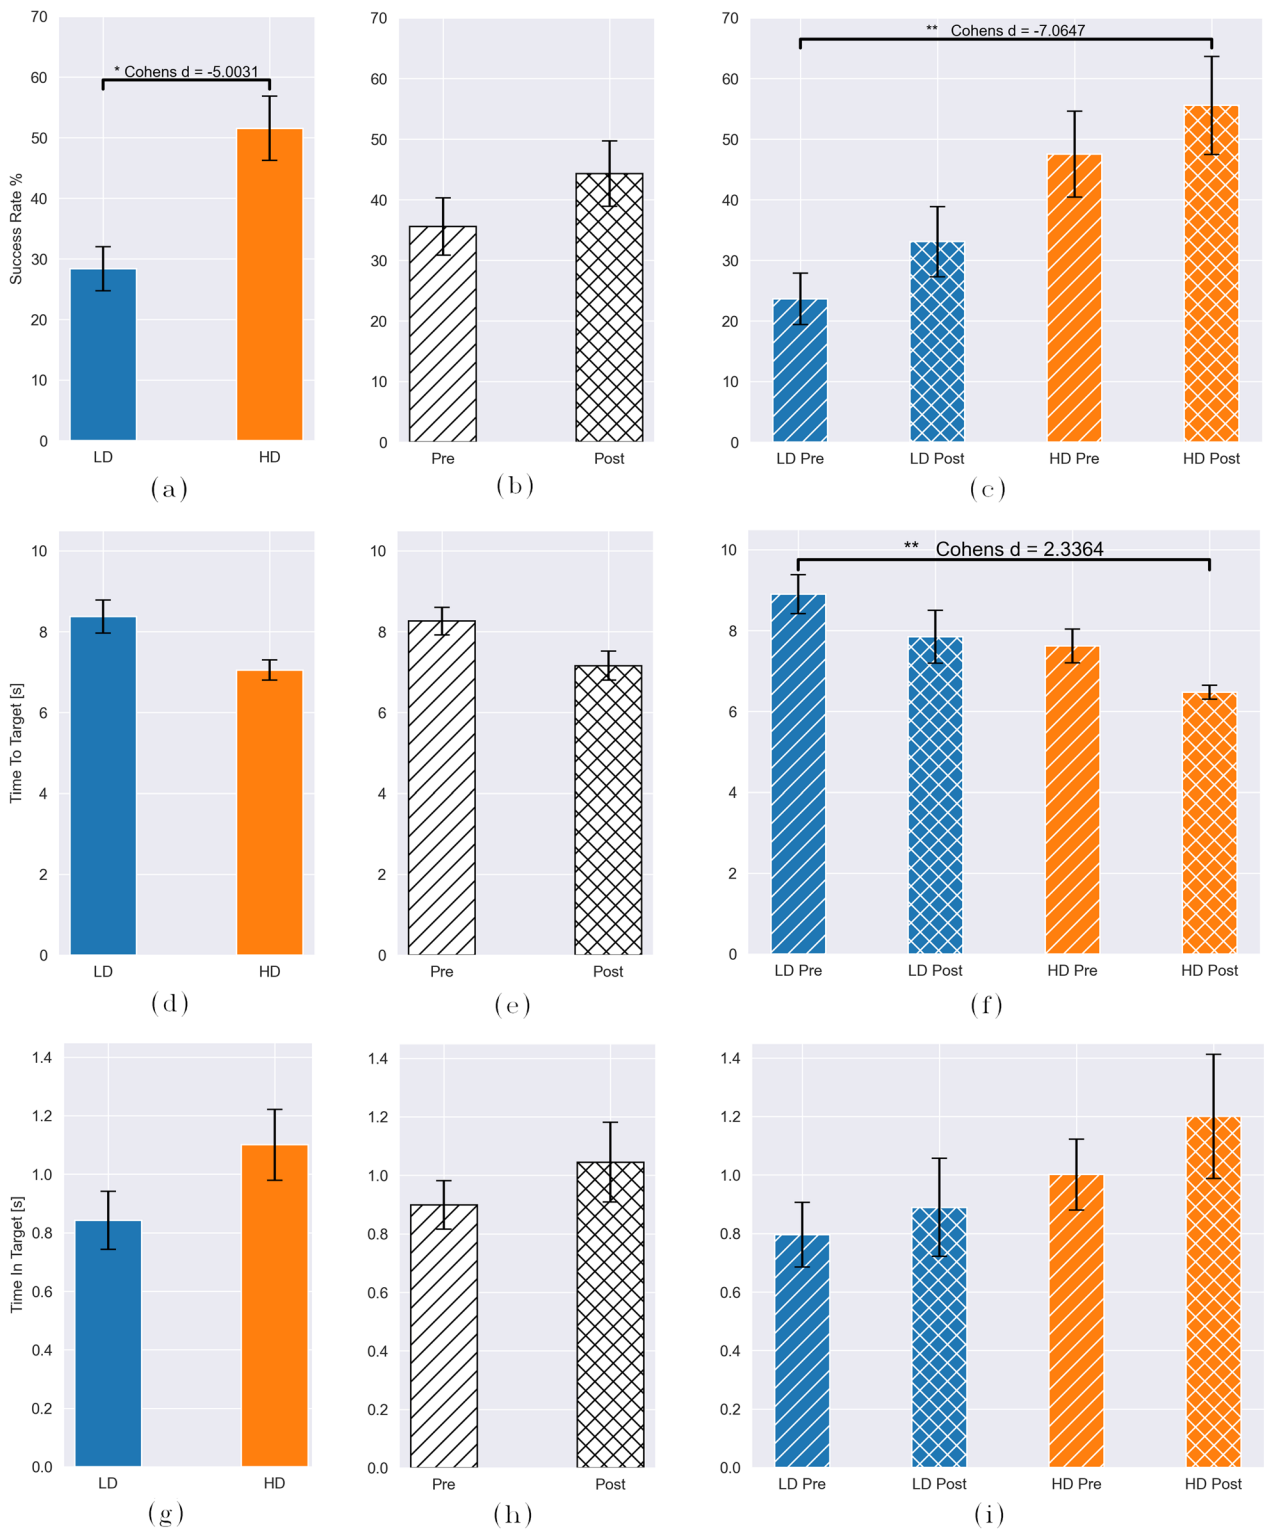 * Cohens d = -5.0031
Success Rate %
70
60
50
40
30
20
10
0
LD HD
(a)
70
60
50
40
30
20
10
0
Pre Post
(b)
** Cohens d = -7.0647
70
60
50
40
30
20
10
0
LD Pre LD Post HD Pre HD Post
(c)
Time To Target [s]
10
8
6
4
2
0
LD HD
(d)
10
8
6
4
2
0
Pre Post
(e)
** Cohens d = 2.3364
10
8
6
4
2
0
LD Pre LD Post HD Pre HD Post
(f)
Time In Target [s]
1.4
1.2
1.0
0.8
0.6
0.4
0.2
0.0
LD HD
(g)
1.4
1.2
1.0
0.8
0.6
0.4
0.2
0.0
Pre Post
(h)
1.4
1.2
1.0
0.8
0.6
0.4
0.2
0.0
LD Pre LD Post HD Pre HD Post
(i)